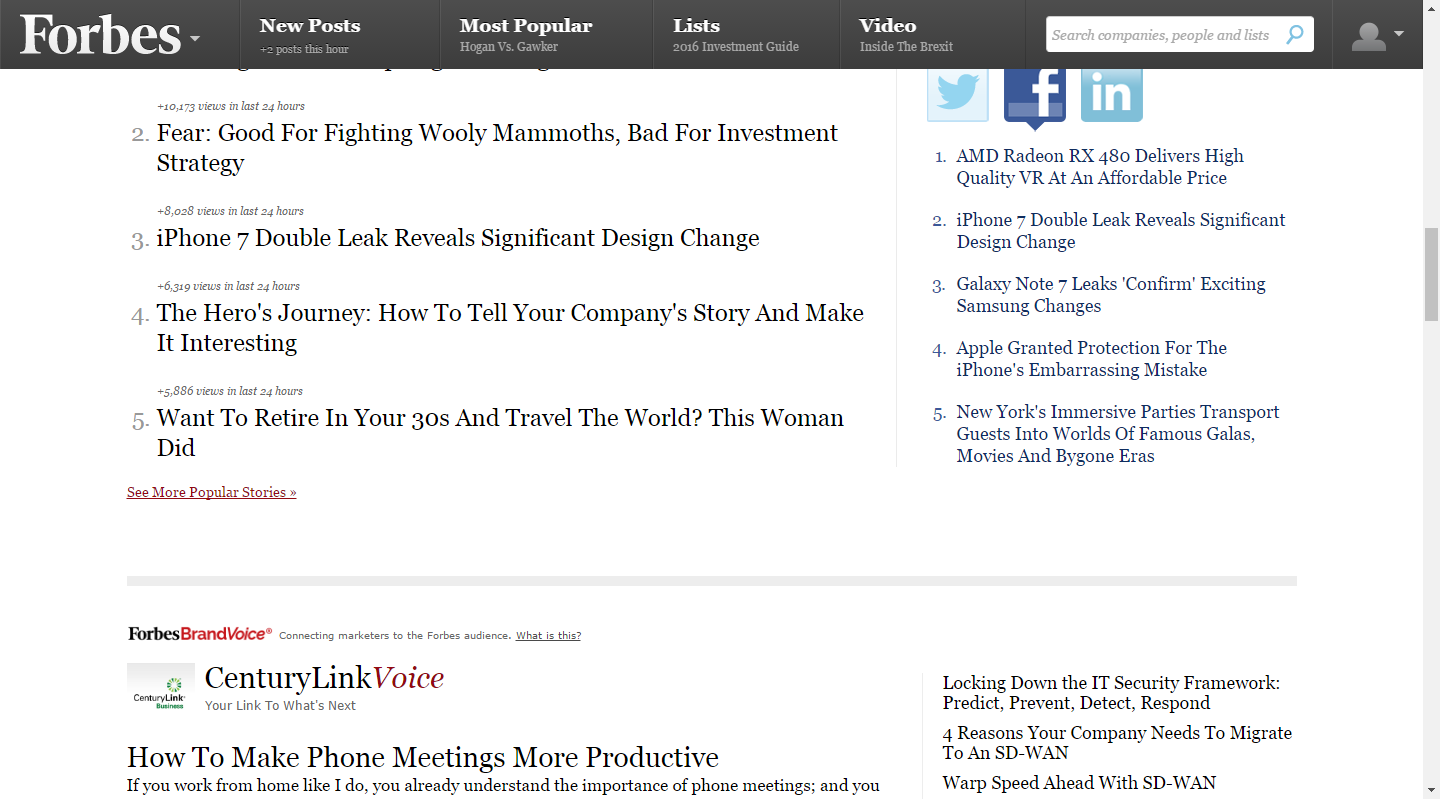 Forbes
New Posts
+2 posts this hour
Most Popular
Hogan Vs. Gawker
Lists
2016 Investment Guide
Video
Inside The Brexit
Search companies, people and lists
+10,173 views in last 24 hours
2. Fear: Good For Fighting Wooly Mammoths, Bad For Investment
Strategy
+8,028 views in last 24 hours
3. iPhone 7 Double Leak Reveals Significant Design Change
+6,319 views in last 24 hours
4. The Hero's Journey: How To Tell Your Company's Story And Make
It Interesting
+5,886 views in last 24 hours
5. Want To Retire In Your 30s And Travel The World? This Woman
Did
See More Popular Stories »
f
in
1. AMD Radeon RX 480 Delivers High
Quality VR At An Affordable Price
2. iPhone 7 Double Leak Reveals Significant
Design Change
3. Galaxy Note 7 Leaks 'Confirm' Exciting
Samsung Changes
4. Apple Granted Protection For The
iPhone's Embarrassing Mistake
5. New York's Immersive Parties Transport
Guests Into Worlds Of Famous Galas,
Movies And Bygone Eras
ForbesBrandVoice® Connecting marketers to the Forbes audience. What is this?
CenturyLink
Business
CenturyLinkVoice
Your Link To What's Next
How To Make Phone Meetings More Productive
If you work from home like I do, you already understand the importance of phone meetings; and you
Locking Down the IT Security Framework:
Predict, Prevent, Detect, Respond
4 Reasons Your Company Needs To Migrate
To An SD-WAN
Warp Speed Ahead With SD-WAN